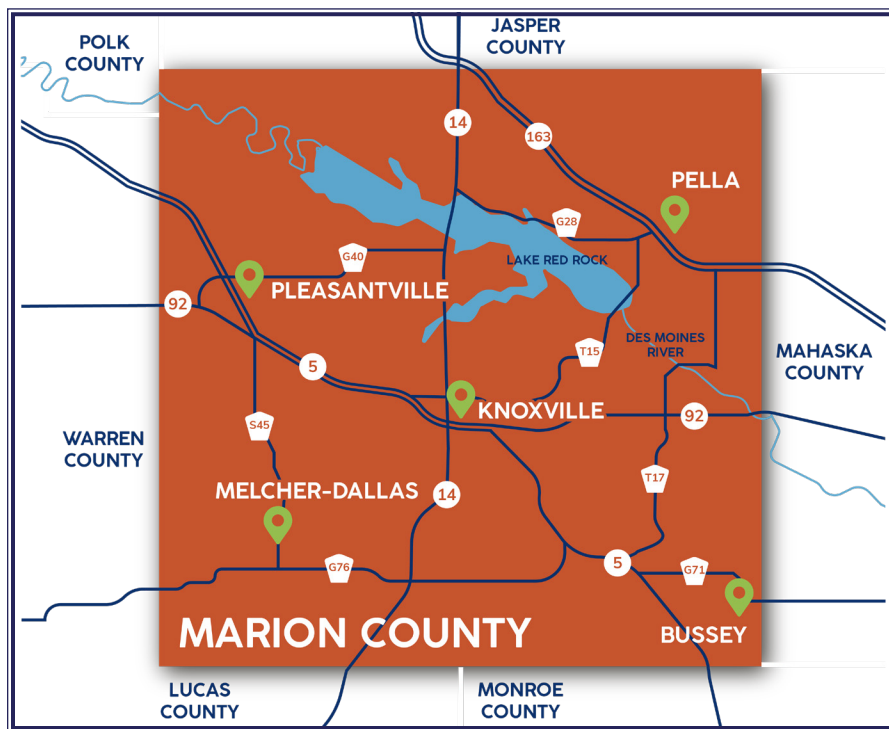 JASPER
COUNTY
POLK
COUNTY
14
163
PELLA
G28
G40
LAKE RED ROCK
PLEASANTVILLE
92
DES MOINES
RIVER
T15
MAHASKA
COUNTY
5
KNOXVILLE
92
S45
WARREN
COUNTY
T17
MELCHER-DALLAS
14
5
G76
G71
MARION COUNTY
BUSSEY
LUCAS
COUNTY
MONROE
COUNTY